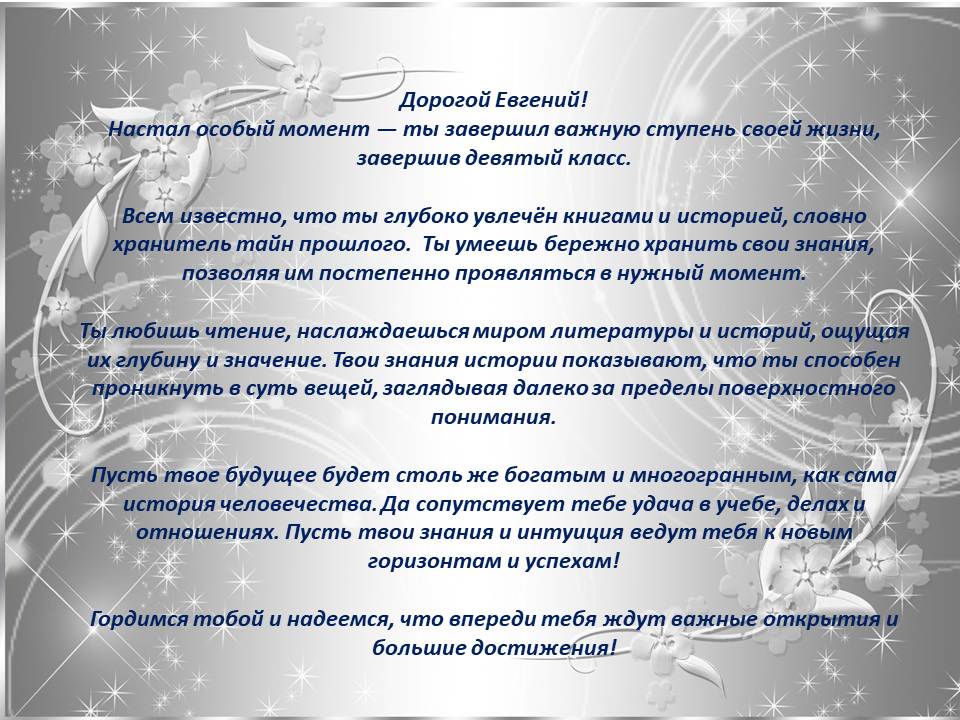 Дорогой Евгений!
Настал особый момент — ты завершил важную ступень своей жизни,
завершив девятый класс.
Всем известно, что ты глубоко увлечён книгами и историей, словно
хранитель тайн прошлого.  Ты умеешь бережно хранить свои знания,
позволяя им постепенно проявляться в нужный момент.
Ты любишь чтение, наслаждаешься миром литературы и историй, ощущая
их глубину и значение. Твои знания истории показывают, что ты способен
проникнуть в суть вещей, заглядывая далеко за пределы поверхностного
понимания.
Пусть твое будущее будет столь же богатым и многогранным, как сама
история человечества. Да сопутствует тебе удача в учебе, делах и
отношениях. Пусть твои знания и интуиция ведут тебя к новым
горизонтам и успехам!
Гордимся тобой и надеемся, что впереди тебя ждут важные открытия и
большие достижения!